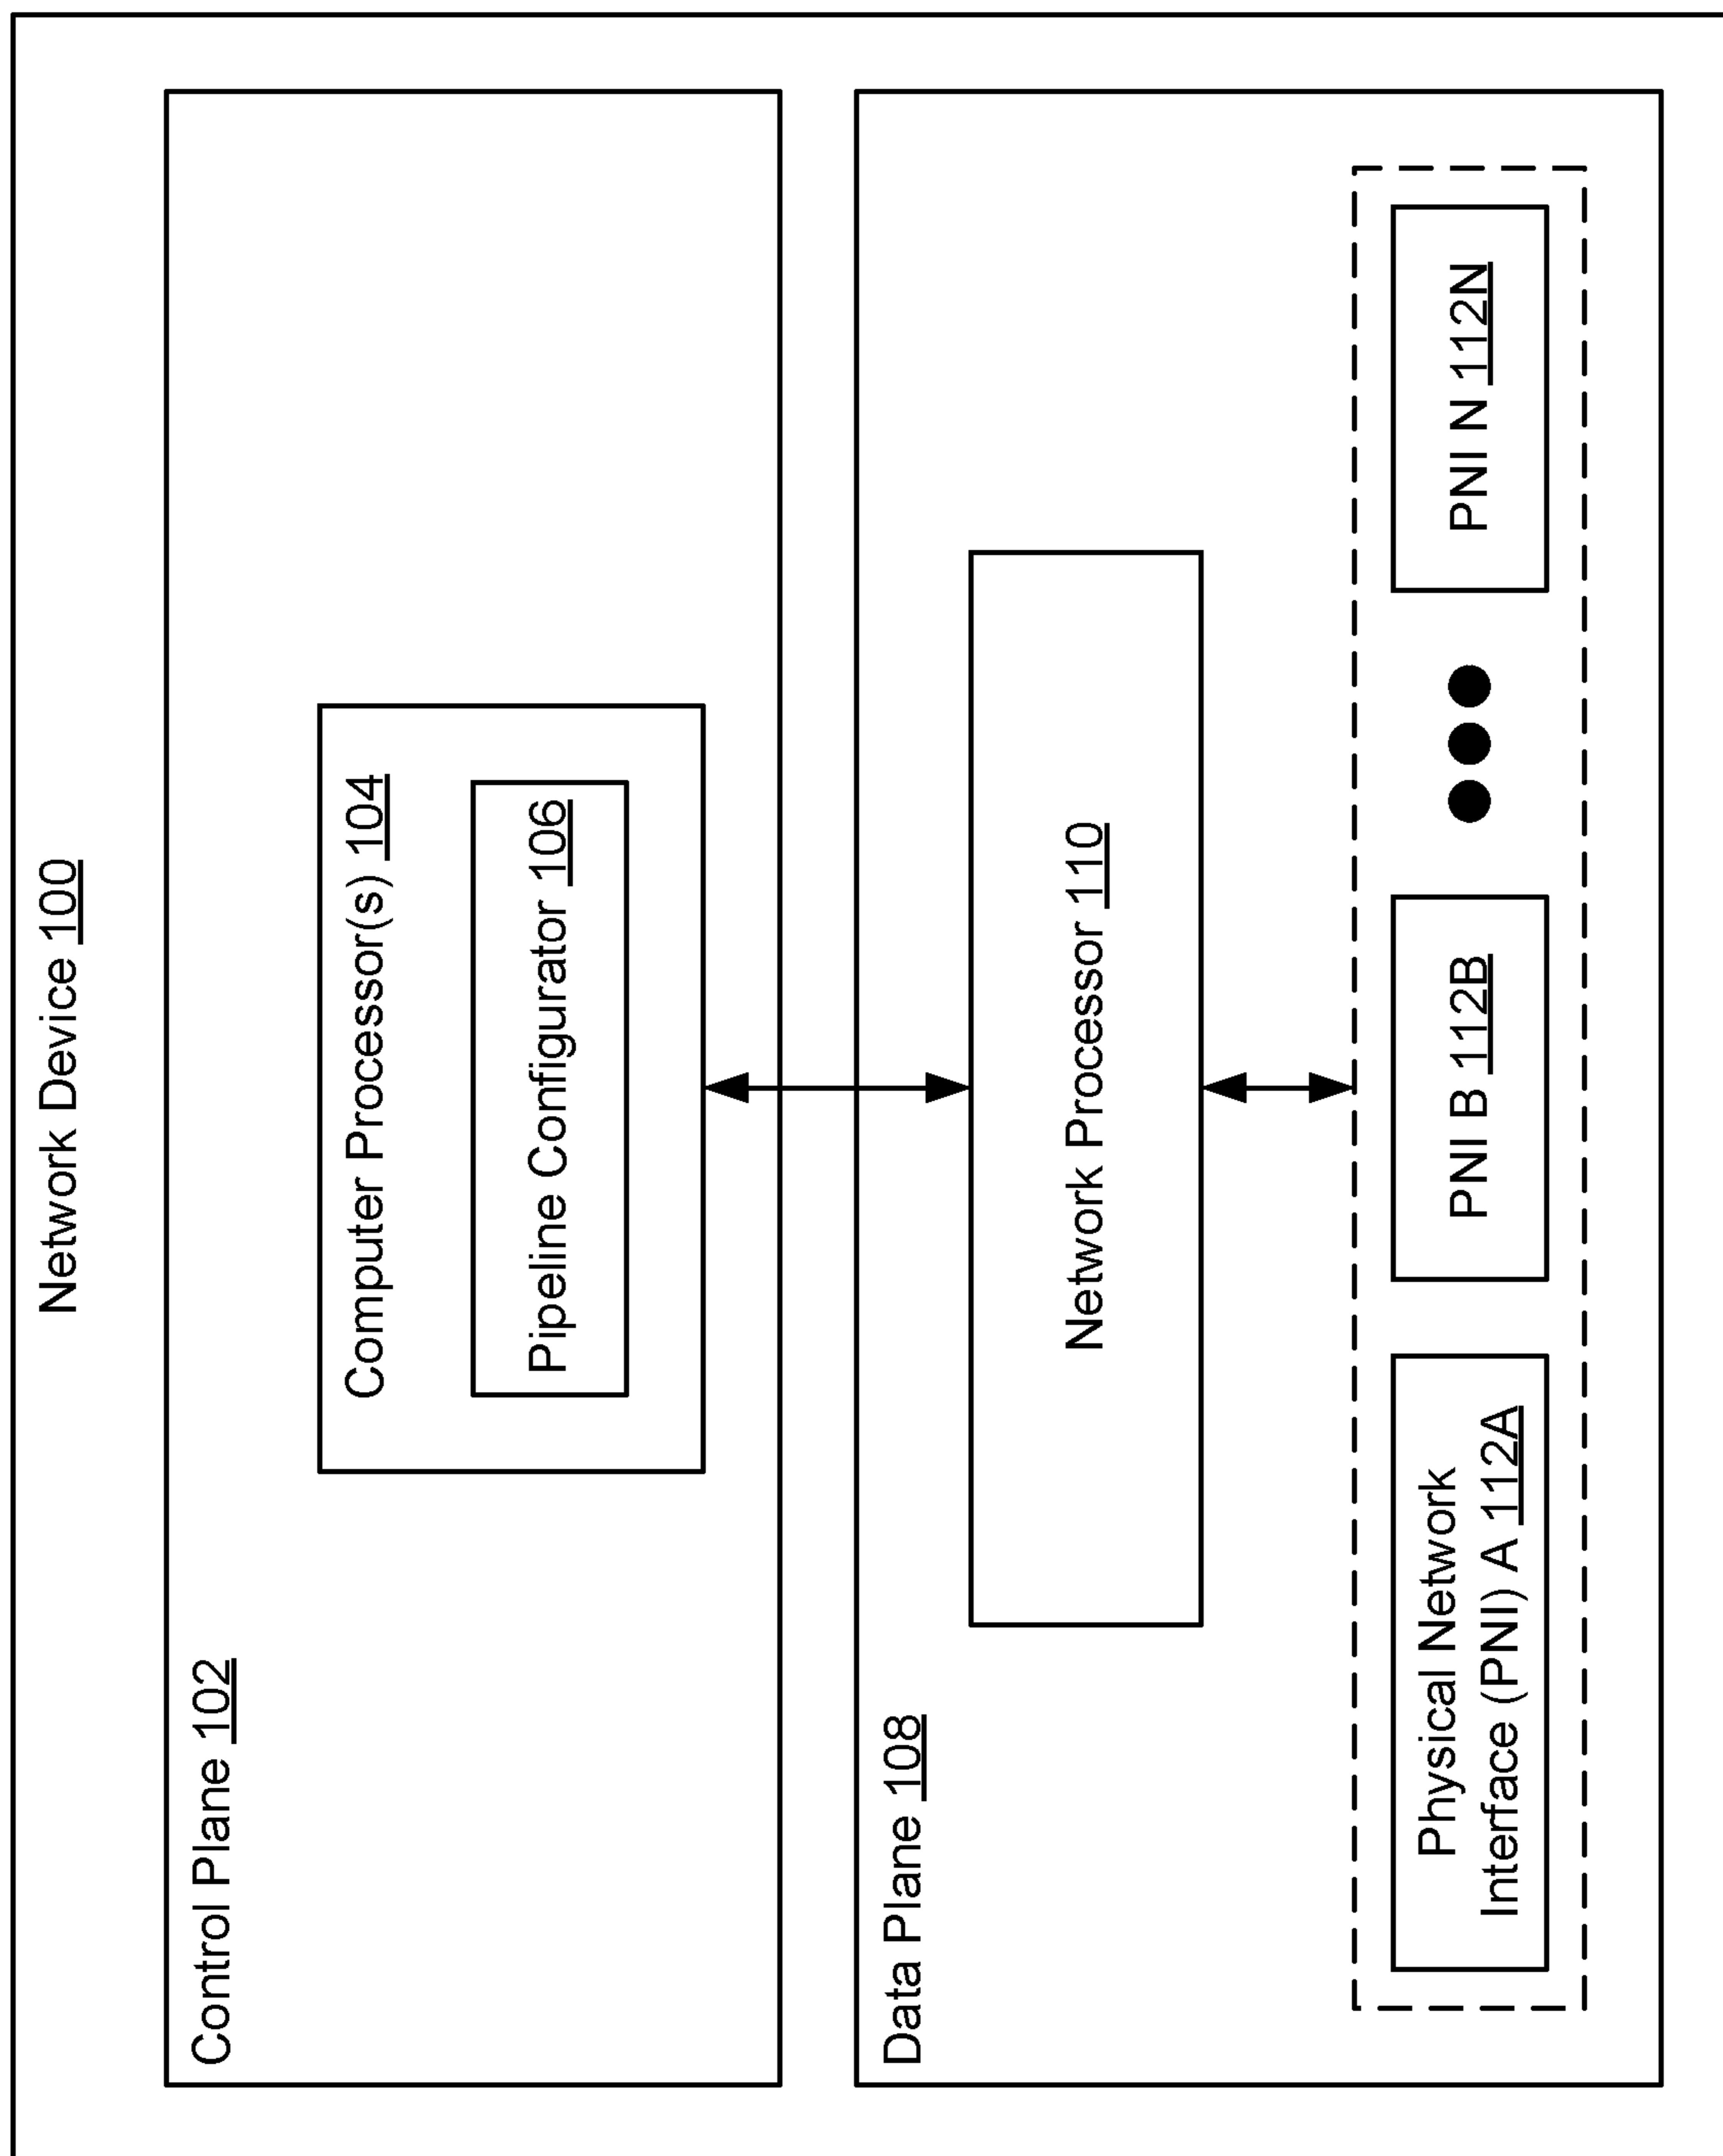 Network Device 100
Control Plane 102
Computer Processor(s) 104
Pipeline Configurator 106
Data Plane 108
Network Processor 110
Physical Network
Interface (PNI) A 112A
PNI B 112B
PNI N 112N